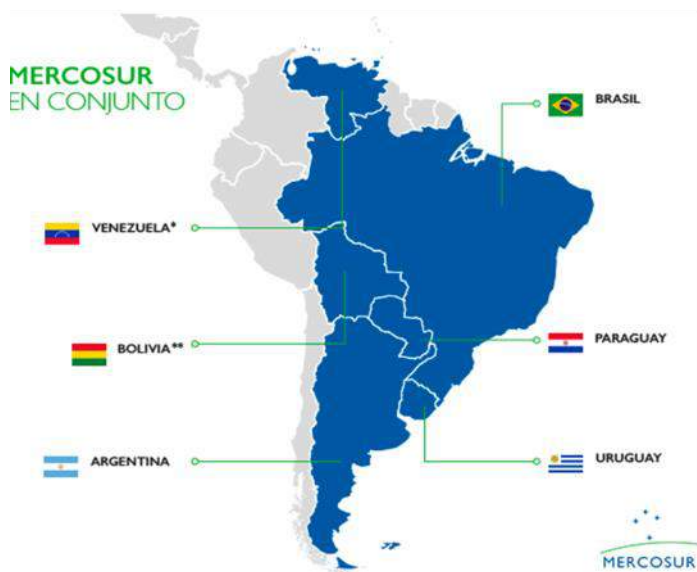 MERCOSUR
EN CONJUNTO
BRASIL
VENEZUELA*
BOLIVIA**
PARAGUAY
ARGENTINA
URUGUAY
MERCOSUR